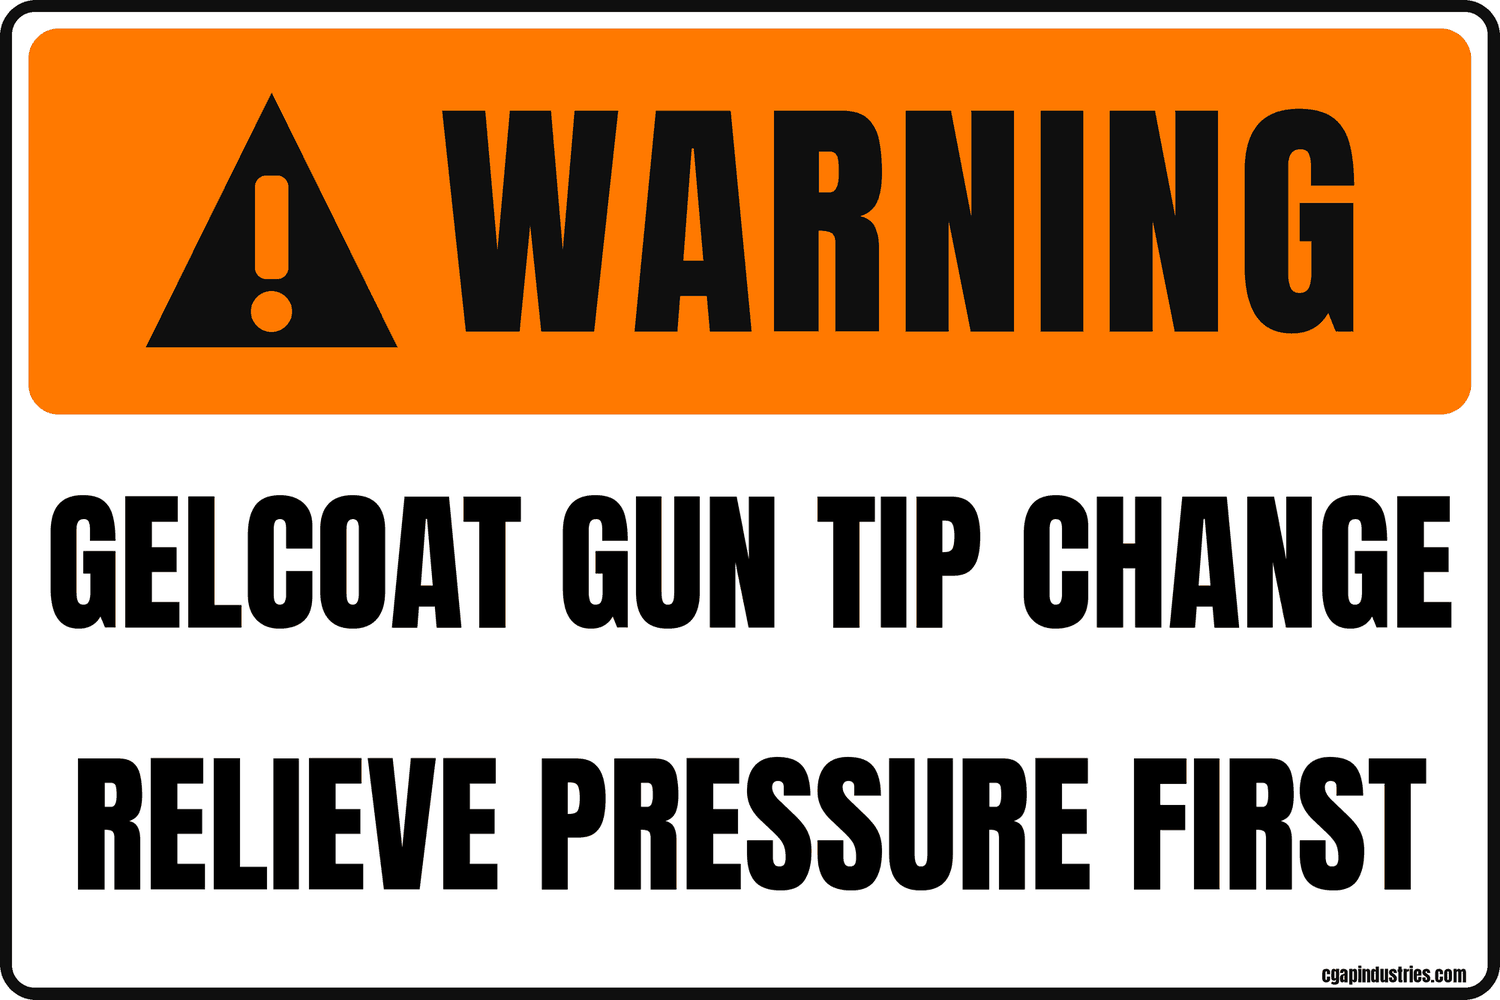 WARNING
GELCOAT GUN TIP CHANGE
RELIEVE PRESSURE FIRST
cgapindustries.com